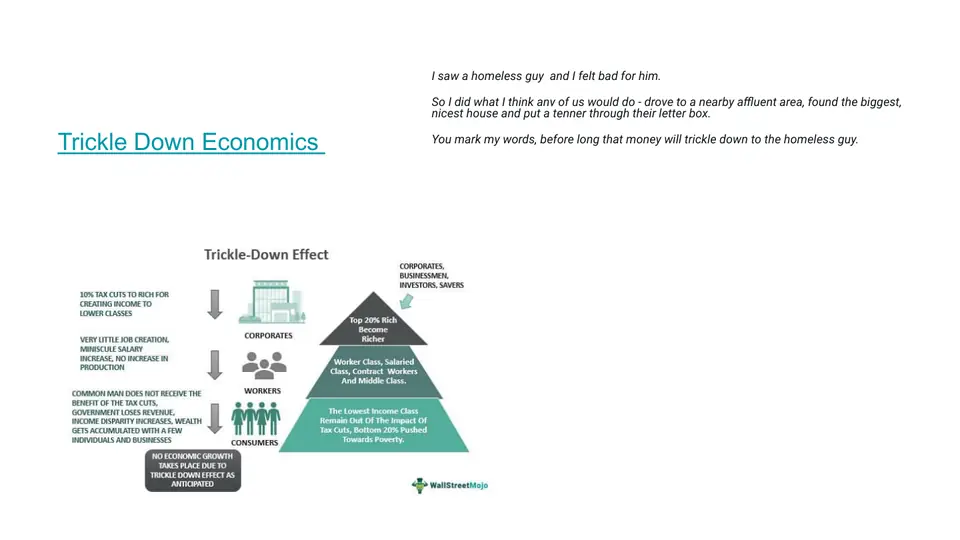 I saw a homeless guy  and I felt bad for him.
So I did what I think any of us would do - drove to a nearby affluent area, found the biggest,
nicest house and put a tenner through their letter box.
You mark my words, before long that money will trickle down to the homeless guy.
Trickle Down Economics
Trickle-Down Effect
10% TAX CUTS TO RICH FOR
CREATING INCOME TO
LOWER CLASSES
VERY LITTLE JOB CREATION,
MINISCULE SALARY
INCREASE, NO INCREASE IN
PRODUCTION
COMMON MAN DOES NOT RECEIVE THE
BENEFIT OF THE TAX CUTS,
GOVERNMENT LOSES REVENUE,
INCOME DISPARITY INCREASES, WEALTH
GETS ACCUMULATED WITH A FEW
INDIVIDUALS AND BUSINESSES
NO ECONOMIC GROWTH
TAKES PLACE DUE TO
TRICKLE DOWN EFFECT AS
ANTICIPATED
CORPORATES
WORKERS
CONSUMERS
CORPORATES,
BUSINESSMEN,
INVESTORS, SAVERS
Top 20% Rich
Become
Richer
Worker Class, Salaried
Class, Contract Workers
And Middle Class.
The Lowest Income Class
Remain Out Of The Impact Of
Tax Cuts, Bottom 20% Pushed
Towards Poverty.
WallStreetMojo